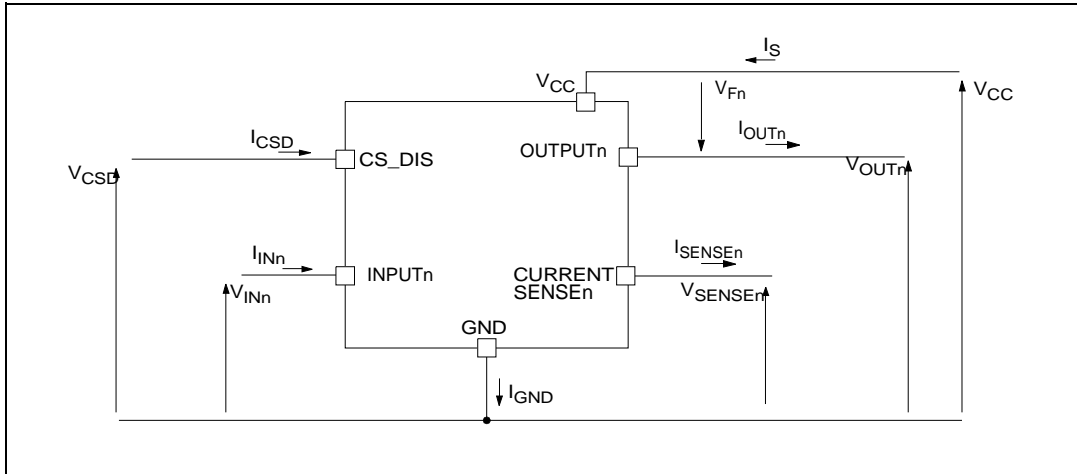 I_S
V_CC
V_Fn
V_CC
I_CSD
I_OUTn
OUTPUTn
CS_DIS
V_CSD
V_OUTn
I_INn
I_SENSEn
INPUTn
CURRENT
SENSEn
V_INn
V_SENSEn
GND
I_GND